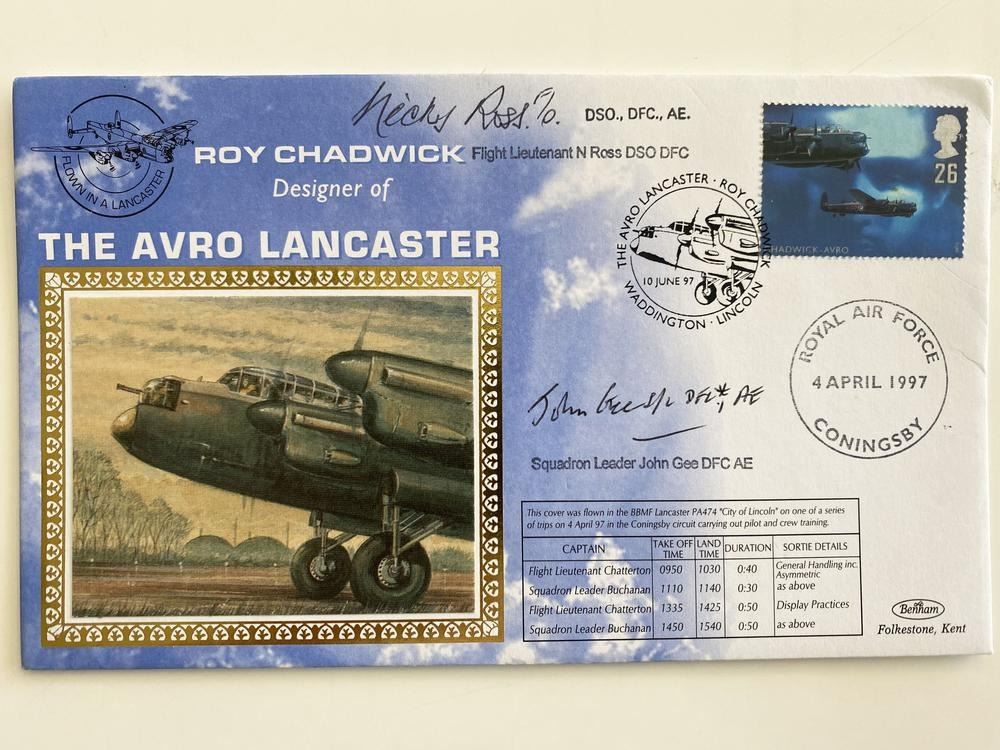 Nicky Ross. F/O. DSO., DFC., AE.
FLOWN IN A LANCASTER
ROY CHADWICK Flight Lieutenant N Ross DSO DFC
Designer of
THE AVRO LANCASTER
26
CHADWICK-AVRO
THE AVRO LANCASTER · ROY CHADWICK
10 JUNE 97
WADDINGTON · LINCOLN
ROYAL AIR FORCE
4 APRIL 1997
CONINGSBY
John Gee S/L DFC*, AE
Squadron Leader John Gee DFC AE
This cover was flown in the BBMF Lancaster PA474 "City of Lincoln" on one of a series
of trips on 4 April 97 in the Coningsby circuit carrying out pilot and crew training.
CAPTAIN TAKE OFF TIME LAND TIME DURATION SORTIE DETAILS
Flight Lieutenant Chatterton 0950 1030 0:40 General Handling inc. Asymmetric
Squadron Leader Buchanan 1110 1140 0:30 as above
Flight Lieutenant Chatterton 1335 1425 0:50 Display Practices
Squadron Leader Buchanan 1450 1540 0:50 as above
Benham
Folkestone, Kent